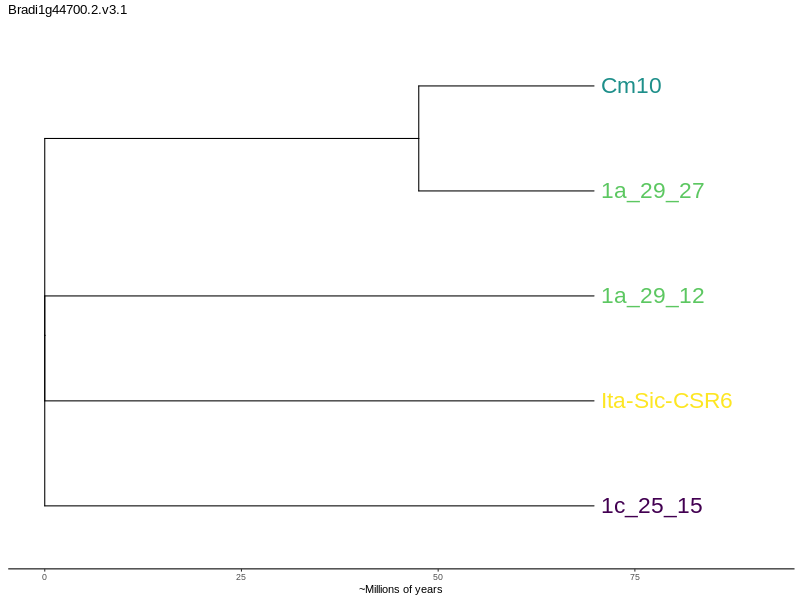 Bradi1g44700.2.v3.1
Cm10
1a_29_27
1a_29_12
Ita-Sic-CSR6
1c_25_15
0 25 50 75
~Millions of years